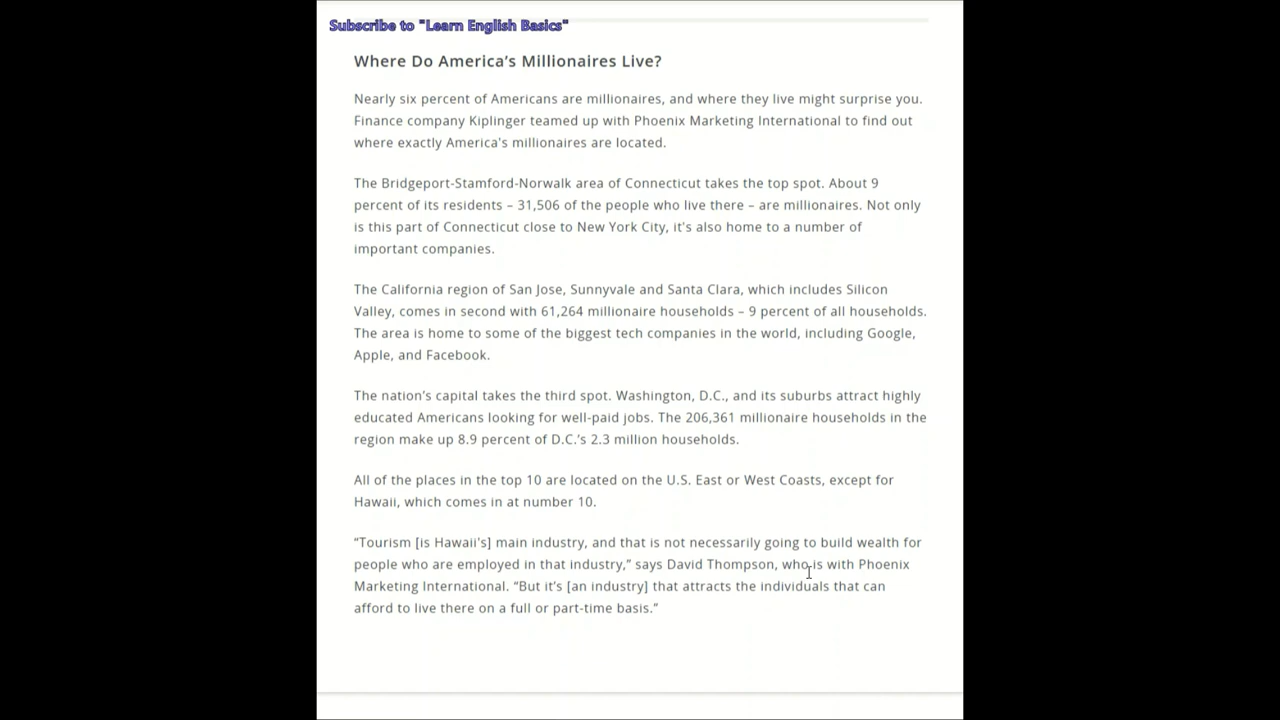 Subscribe to "Learn English Basics"
Where Do America’s Millionaires Live?
Nearly six percent of Americans are millionaires, and where they live might surprise you.
Finance company Kiplinger teamed up with Phoenix Marketing International to find out
where exactly America's millionaires are located.
The Bridgeport-Stamford-Norwalk area of Connecticut takes the top spot. About 9
percent of its residents – 31,506 of the people who live there – are millionaires. Not only
is this part of Connecticut close to New York City, it's also home to a number of
important companies.
The California region of San Jose, Sunnyvale and Santa Clara, which includes Silicon
Valley, comes in second with 61,264 millionaire households – 9 percent of all households.
The area is home to some of the biggest tech companies in the world, including Google,
Apple, and Facebook.
The nation’s capital takes the third spot. Washington, D.C., and its suburbs attract highly
educated Americans looking for well-paid jobs. The 206,361 millionaire households in the
region make up 8.9 percent of D.C.’s 2.3 million households.
All of the places in the top 10 are located on the U.S. East or West Coasts, except for
Hawaii, which comes in at number 10.
“Tourism [is Hawaii’s] main industry, and that is not necessarily going to build wealth for
people who are employed in that industry,” says David Thompson, who is with Phoenix
Marketing International. “But it’s [an industry] that attracts the individuals that can
afford to live there on a full or part-time basis.”